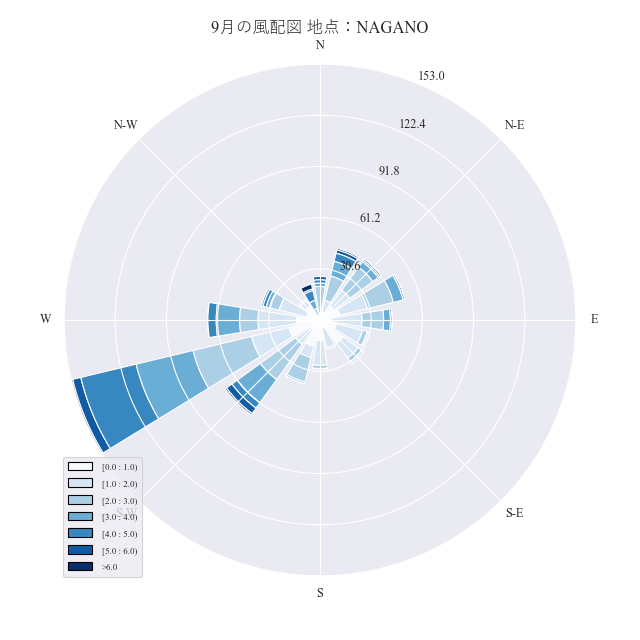 9月の風配図 地点：NAGANO
N
153.0
N-W
N-E
122.4
91.8
61.2
30.6
W
E
[0.0 : 1.0)
[1.0 : 2.0)
[2.0 : 3.0)
[3.0 : 4.0)
[4.0 : 5.0)
[5.0 : 6.0)
>6.0
S-W
S-E
S